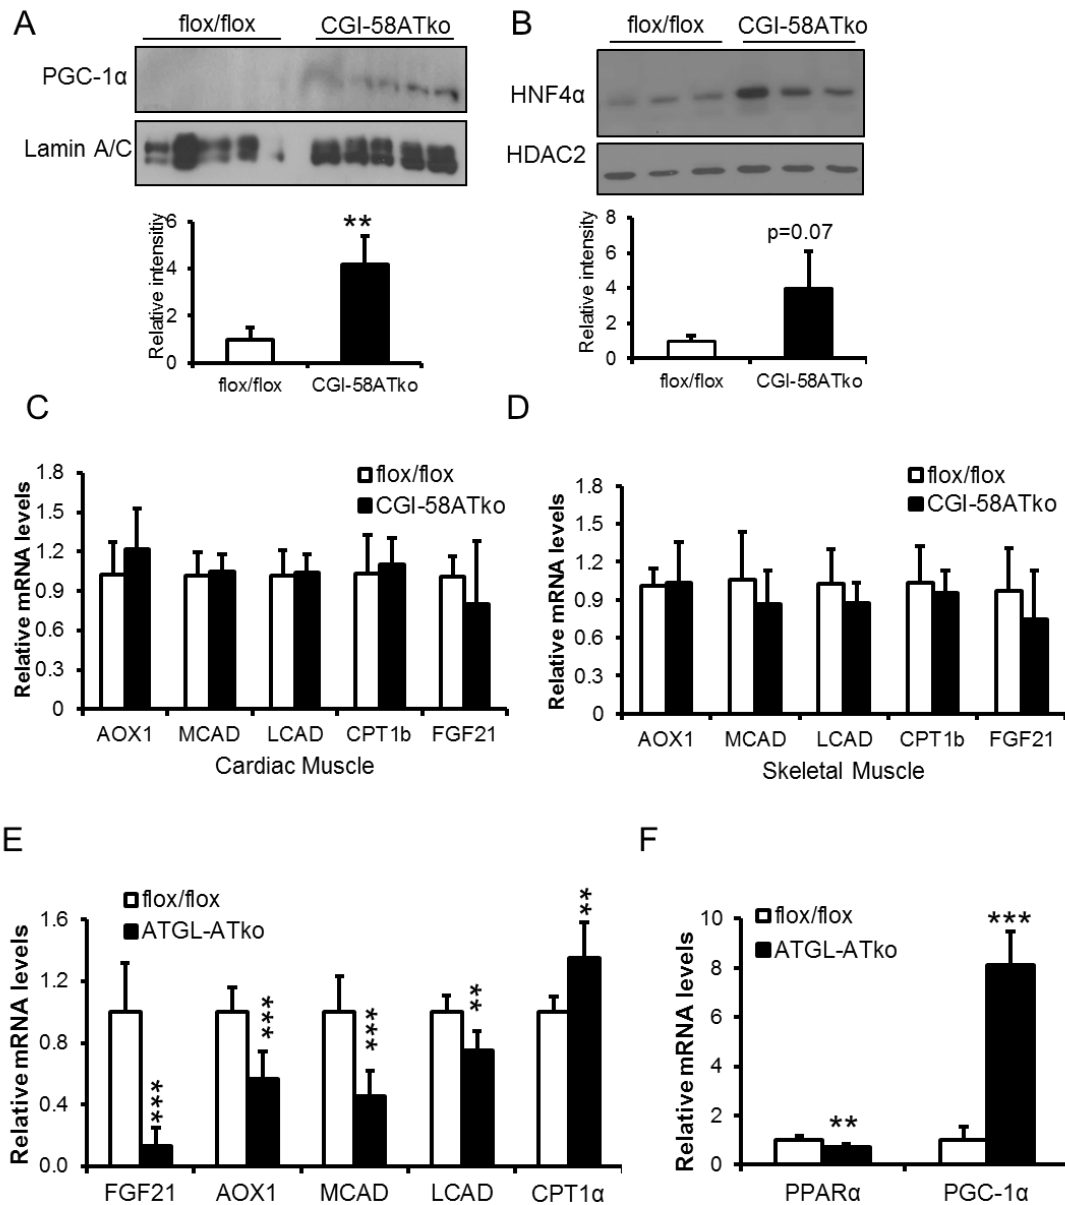 A
flox/flox
CGI-58ATko
PGC-1α
Lamin A/C
Relative intensitiy
6
4
2
0
**
flox/flox
CGI-58ATko
B
flox/flox
CGI-58ATko
HNF4α
HDAC2
Relative intensity
8
6
4
2
0
p=0.07
flox/flox
CGI-58ATko
C
flox/flox
CGI-58ATko
Relative mRNA levels
1.8
1.5
1.2
0.9
0.6
0.3
0
AOX1 MCAD LCAD CPT1b FGF21
Cardiac Muscle
D
flox/flox
CGI-58ATko
Relative mRNA levels
1.8
1.5
1.2
0.9
0.6
0.3
0
AOX1 MCAD LCAD CPT1b FGF21
Skeletal Muscle
E
flox/flox
ATGL-ATko
Relative mRNA levels
1.6
1.2
0.8
0.4
0.0
***
***
***
**
**
FGF21 AOX1 MCAD LCAD CPT1α
F
flox/flox
ATGL-ATko
Relative mRNA levels
10
8
6
4
2
0
**
***
PPARα PGC-1α